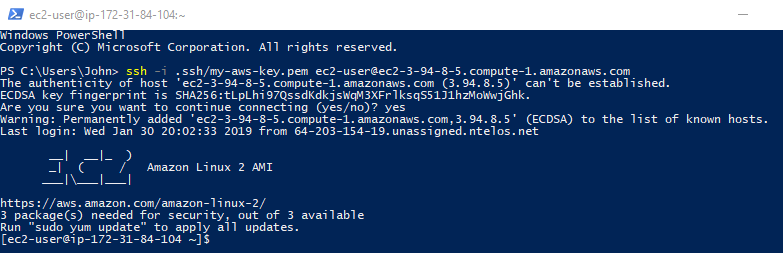 ec2-user@ip-172-31-84-104:~
Windows PowerShell
Copyright (C) Microsoft Corporation. All rights reserved.
PS C:\Users\John> ssh -i .ssh/my-aws-key.pem ec2-user@ec2-3-94-8-5.compute-1.amazonaws.com
The authenticity of host 'ec2-3-94-8-5.compute-1.amazonaws.com (3.94.8.5)' can't be established.
ECDSA key fingerprint is SHA256:tLpLhi97QssdKdkjsWqM3XFrlksqS51J1hzMoWwjGhk.
Are you sure you want to continue connecting (yes/no)? yes
Warning: Permanently added 'ec2-3-94-8-5.compute-1.amazonaws.com,3.94.8.5' (ECDSA) to the list of known hosts.
Last login: Wed Jan 30 20:02:33 2019 from 64-203-154-19.unassigned.ntelos.net
       __|  __|_  )
       _|  (     /   Amazon Linux 2 AMI
      ___|\___|___|
https://aws.amazon.com/amazon-linux-2/
3 package(s) needed for security, out of 3 available
Run "sudo yum update" to apply all updates.
[ec2-user@ip-172-31-84-104 ~]$